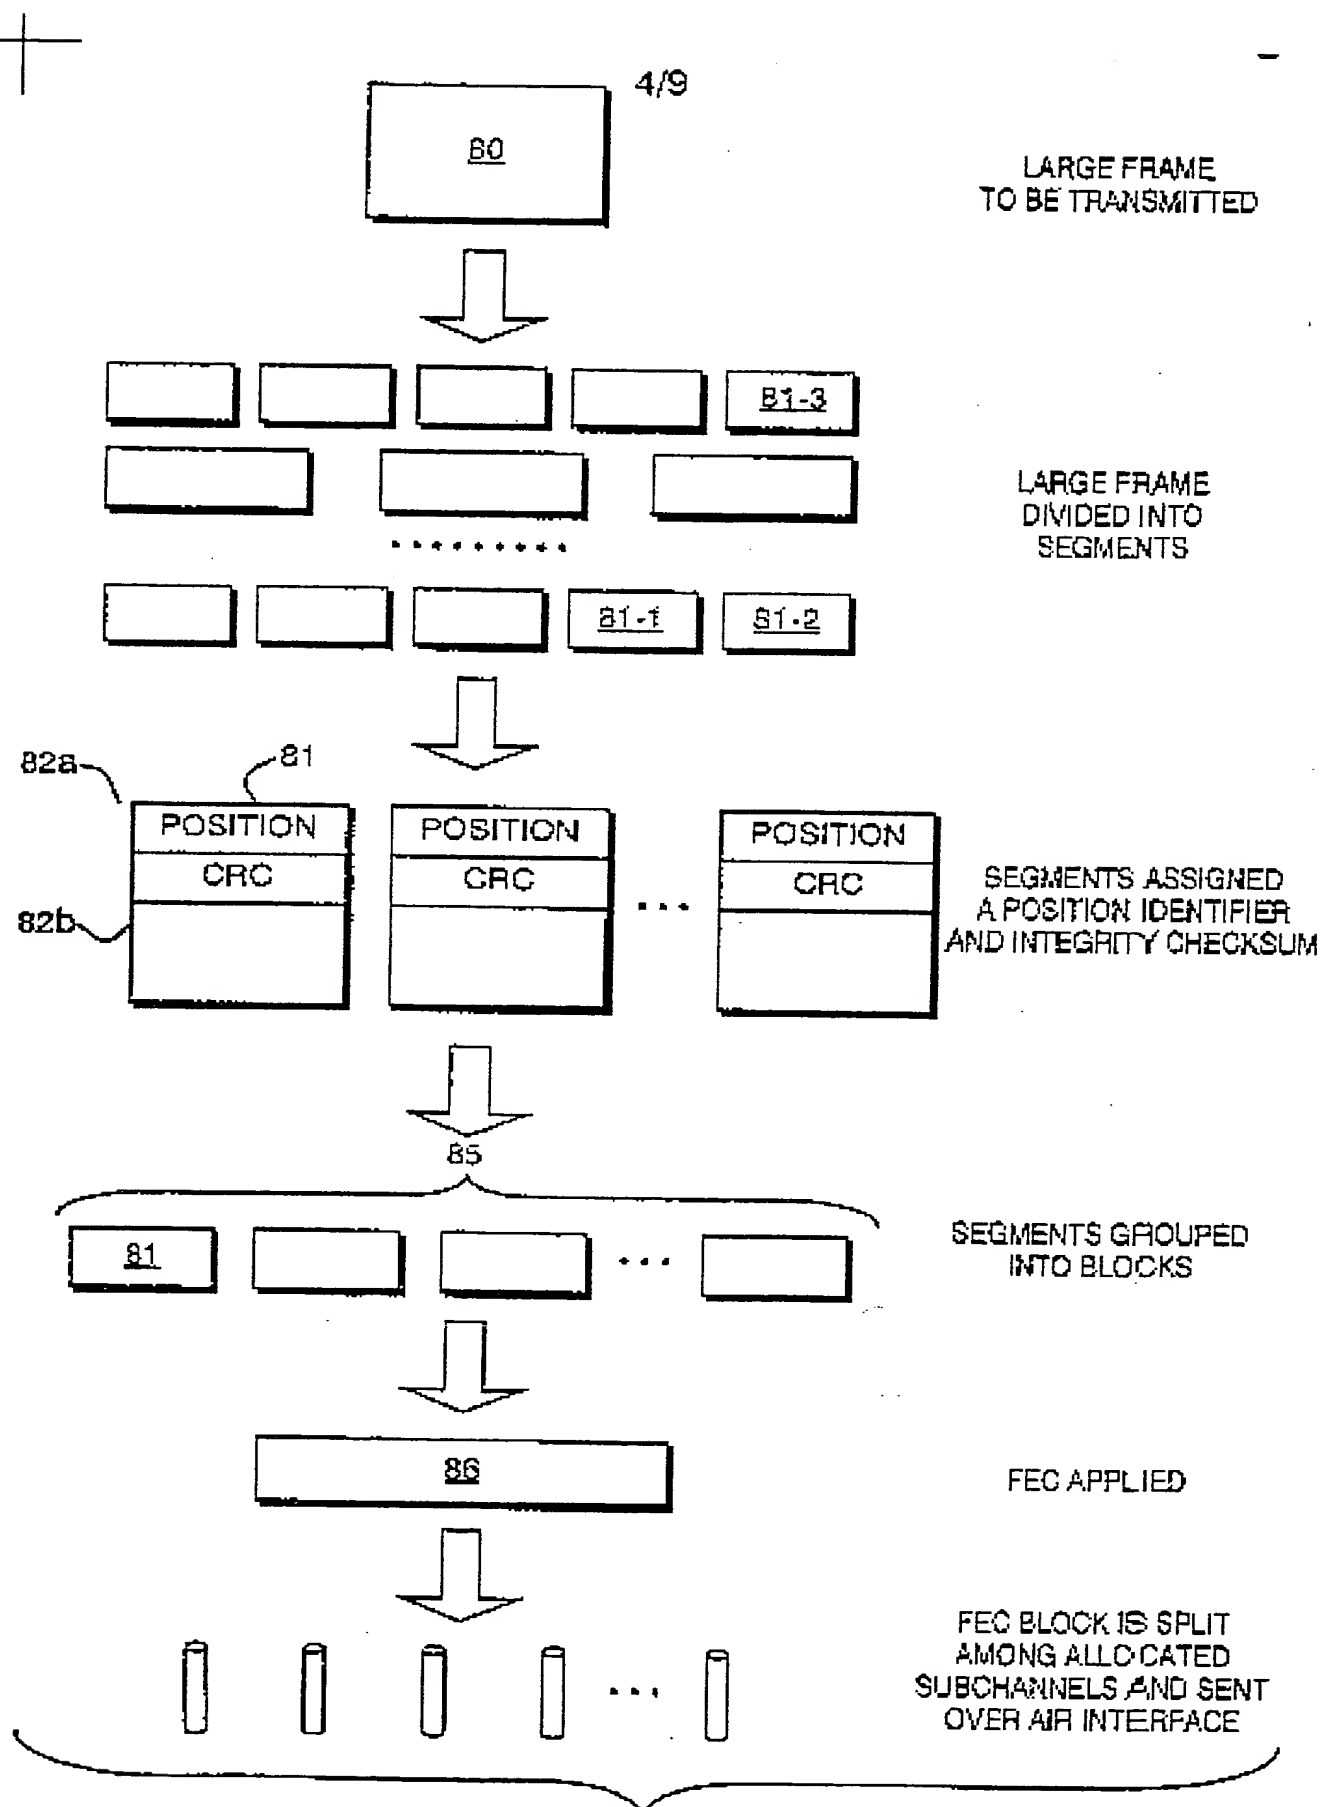 4/9
80
LARGE FRAME
TO BE TRANSMITTED
81-3
LARGE FRAME
DIVIDED INTO
SEGMENTS
81-1
81-2
82a
81
POSITION
POSITION
POSITION
CRC
CRC
CRC
82b
SEGMENTS ASSIGNED
A POSITION IDENTIFIER
AND INTEGRITY CHECKSUM
85
81
SEGMENTS GROUPED
INTO BLOCKS
86
FEC APPLIED
FEC BLOCK IS SPLIT
AMONG ALLOCATED
SUBCHANNELS AND SENT
OVER AIR INTERFACE